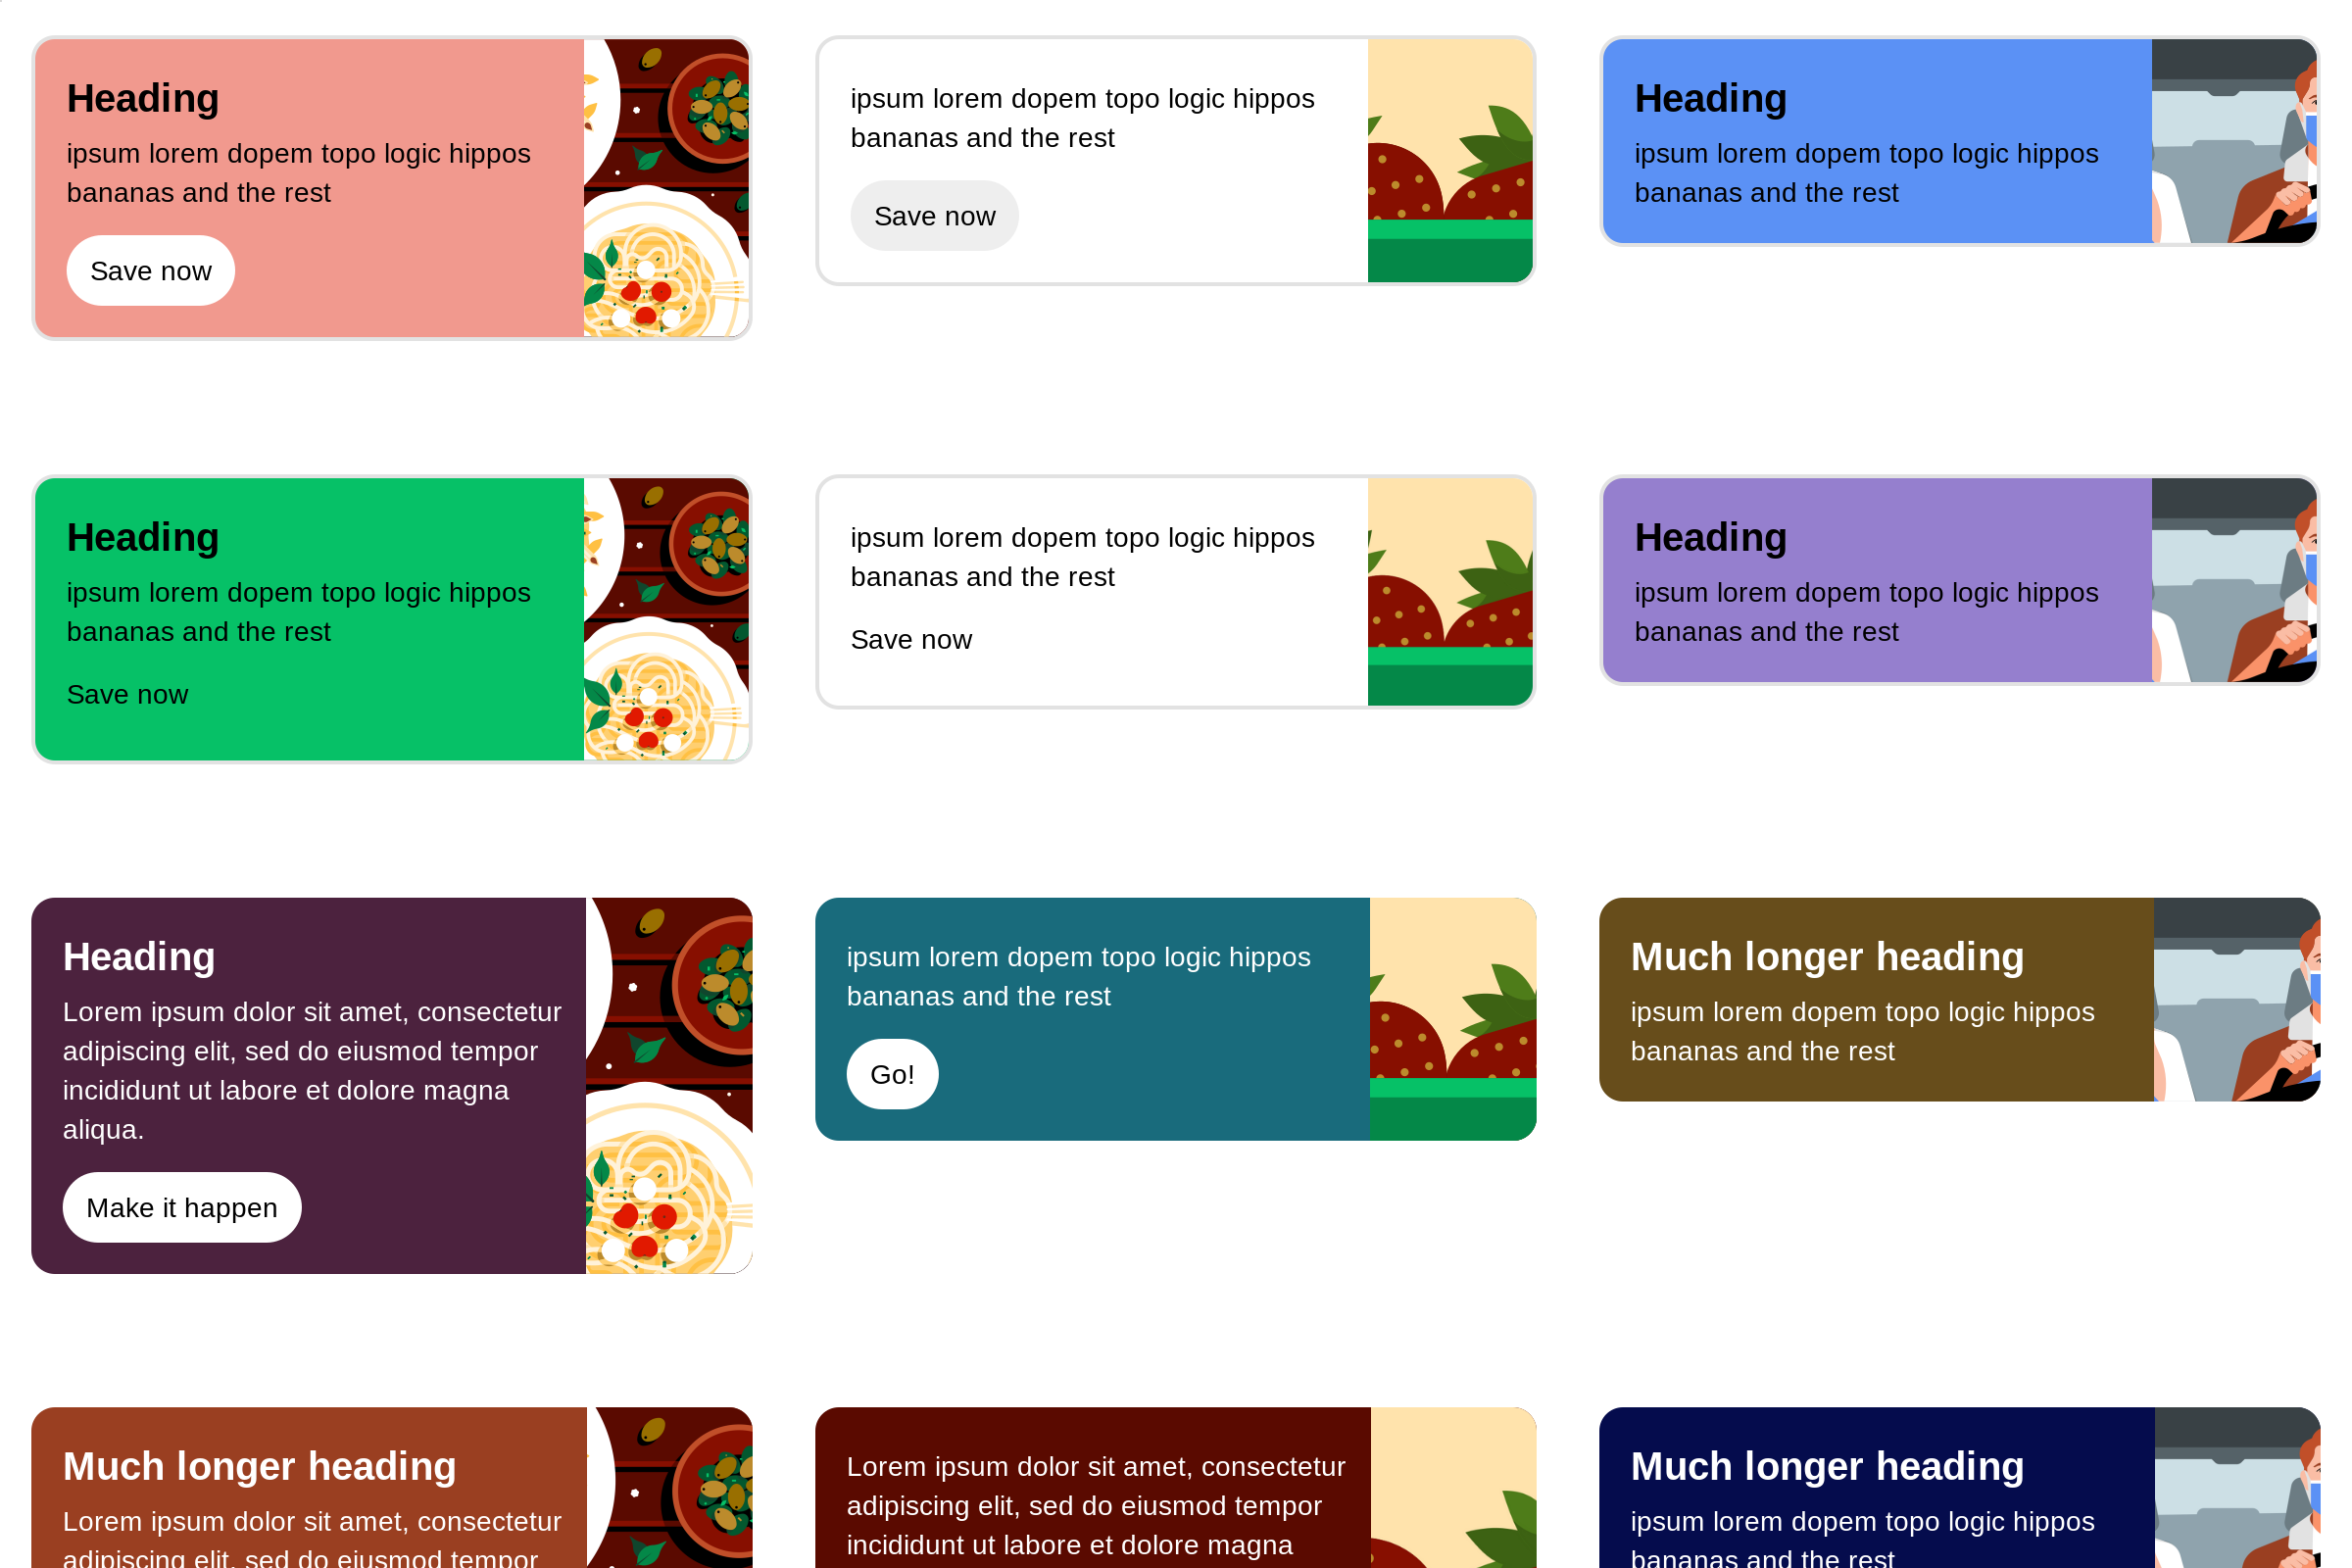 Heading
ipsum lorem dopem topo logic hippos
bananas and the rest
Save now
ipsum lorem dopem topo logic hippos
bananas and the rest
Save now
Heading
ipsum lorem dopem topo logic hippos
bananas and the rest
Heading
ipsum lorem dopem topo logic hippos
bananas and the rest
Save now
ipsum lorem dopem topo logic hippos
bananas and the rest
Save now
Heading
ipsum lorem dopem topo logic hippos
bananas and the rest
Heading
Lorem ipsum dolor sit amet, consectetur
adipiscing elit, sed do eiusmod tempor
incididunt ut labore et dolore magna
aliqua.
Make it happen
ipsum lorem dopem topo logic hippos
bananas and the rest
Go!
Much longer heading
ipsum lorem dopem topo logic hippos
bananas and the rest
Much longer heading
Lorem ipsum dolor sit amet, consectetur
adipiscing elit, sed do eiusmod tempor
Lorem ipsum dolor sit amet, consectetur
adipiscing elit, sed do eiusmod tempor
incididunt ut labore et dolore magna
Much longer heading
ipsum lorem dopem topo logic hippos
bananas and the rest